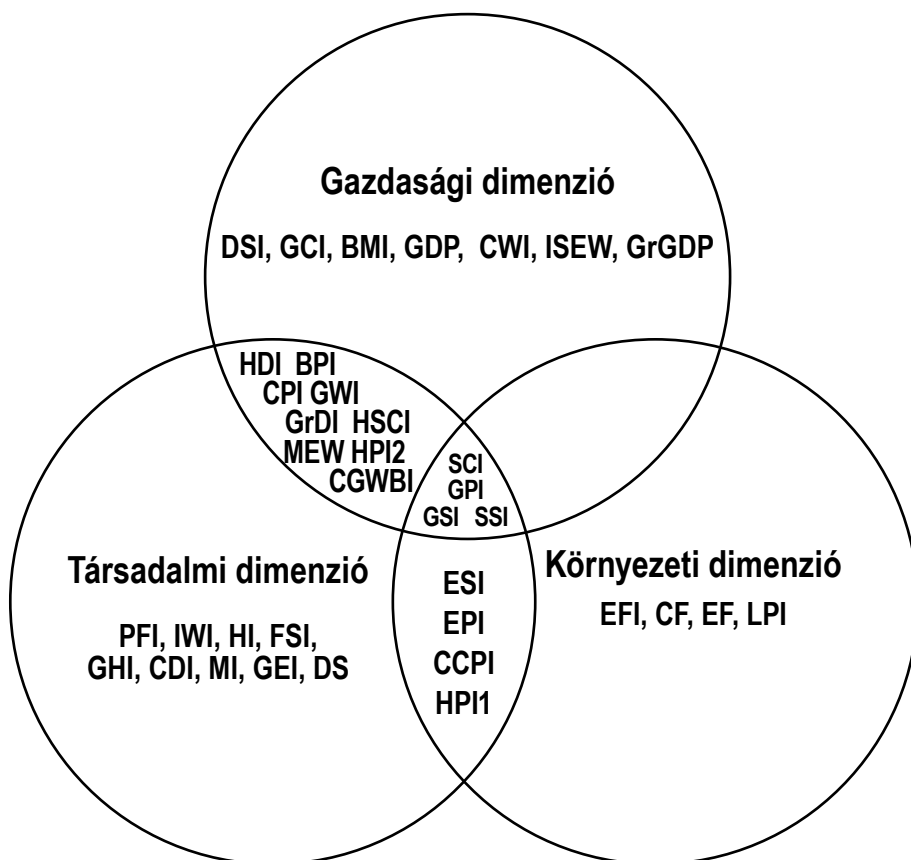 Gazdasági dimenzió
DSI, GCI, BMI, GDP, CWI, ISEW, GrGDP
HDI BPI
CPI GWI
GrDI HSCI
MEW HPI2
CGWBI
SCI
GPI
GSI SSI
Társadalmi dimenzió
PFI, IWI, HI, FSI,
GHI, CDI, MI, GEI, DS
ESI
EPI
CCPI
HPI1
Környezeti dimenzió
EFI, CF, EF, LPI